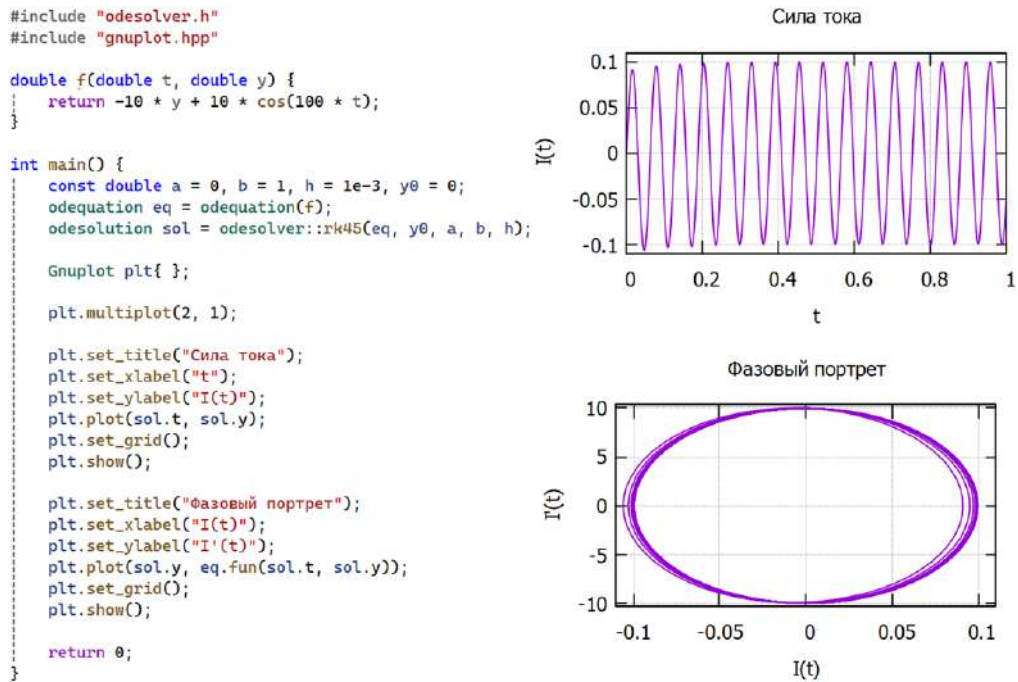 #include "odesolver.h"
#include "gnuplot.hpp"
double f(double t, double y) {
    return -10 * y + 10 * cos(100 * t);
}
int main() {
    const double a = 0, b = 1, h = 1e-3, y0 = 0;
    odequation eq = odequation(f);
    odesolution sol = odesolver::rk45(eq, y0, a, b, h);
    Gnuplot plt{ };
    plt.multiplot(2, 1);
    plt.set_title("Сила тока");
    plt.set_xlabel("t");
    plt.set_ylabel("I(t)");
    plt.plot(sol.t, sol.y);
    plt.set_grid();
    plt.show();
    plt.set_title("Фазовый портрет");
    plt.set_xlabel("I(t)");
    plt.set_ylabel("I'(t)");
    plt.plot(sol.y, eq.fun(sol.t, sol.y));
    plt.set_grid();
    plt.show();
    return 0;
}
Сила тока
I(t)
0.1
0.05
0
-0.05
-0.1
0 0.2 0.4 0.6 0.8 1
t
Фазовый портрет
I'(t)
10
5
0
-5
-10
-0.1 -0.05 0 0.05 0.1
I(t)